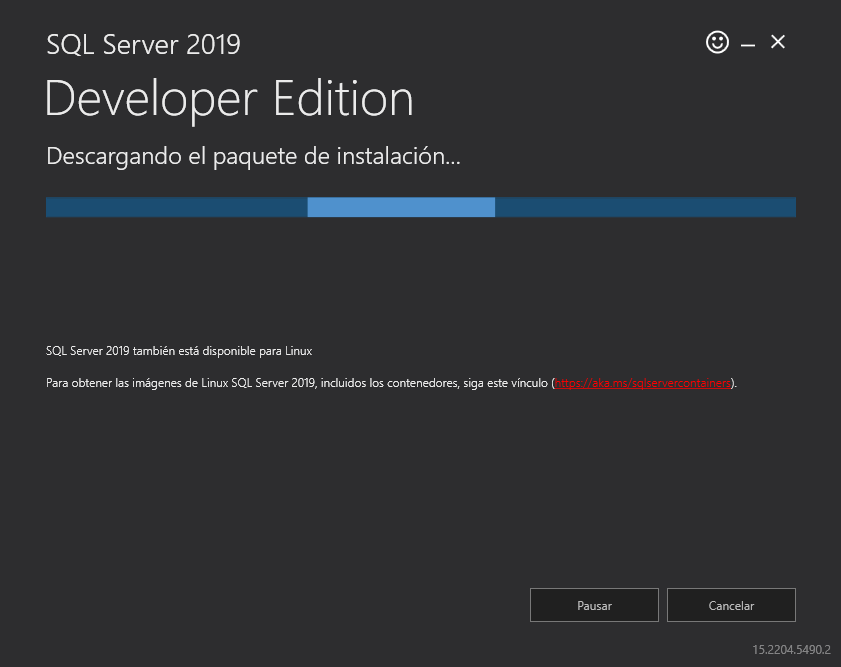 SQL Server 2019
Developer Edition
Descargando el paquete de instalación...
SQL Server 2019 también está disponible para Linux
Para obtener las imágenes de Linux SQL Server 2019, incluidos los contenedores, siga este vínculo (https://aka.ms/sqlservercontainers).
Pausar
Cancelar
15.2204.5490.2